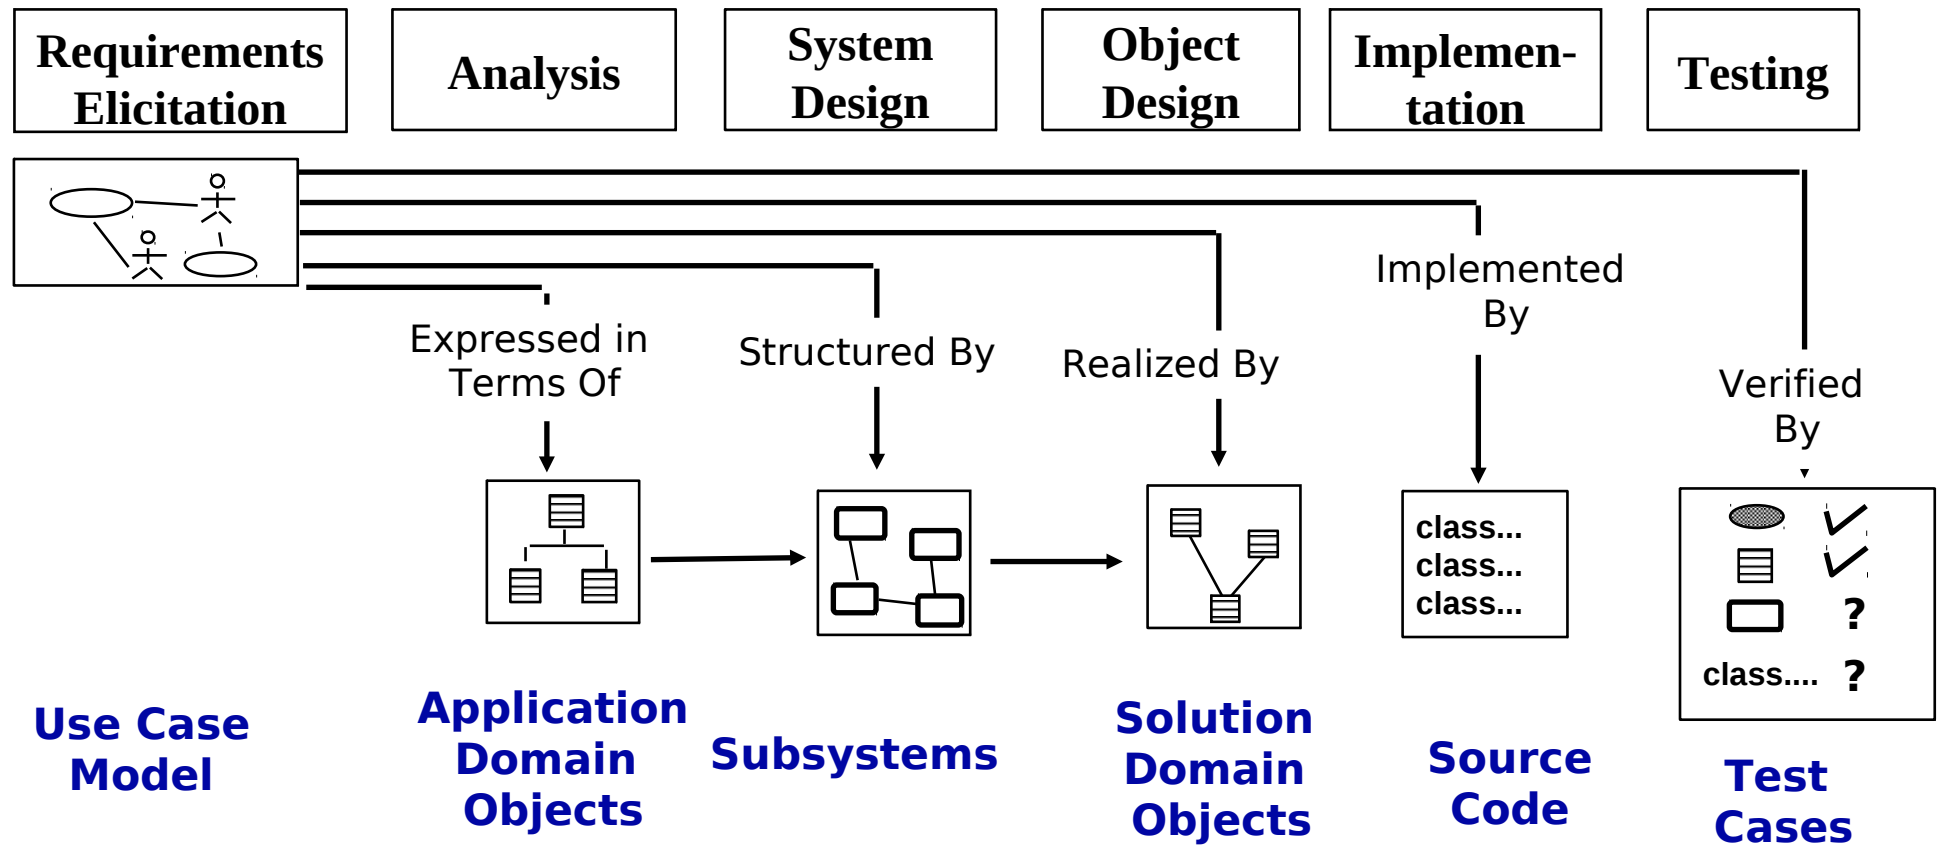 Requirements
Elicitation
Analysis
System
Design
Object
Design
Implemen-
tation
Testing
Expressed in
Terms Of
Structured By
Realized By
Implemented
By
Verified
By
class...
class...
class...
?
class.... ?
Use Case
Model
Application
Domain
Objects
Subsystems
Solution
Domain
Objects
Source
Code
Test
Cases